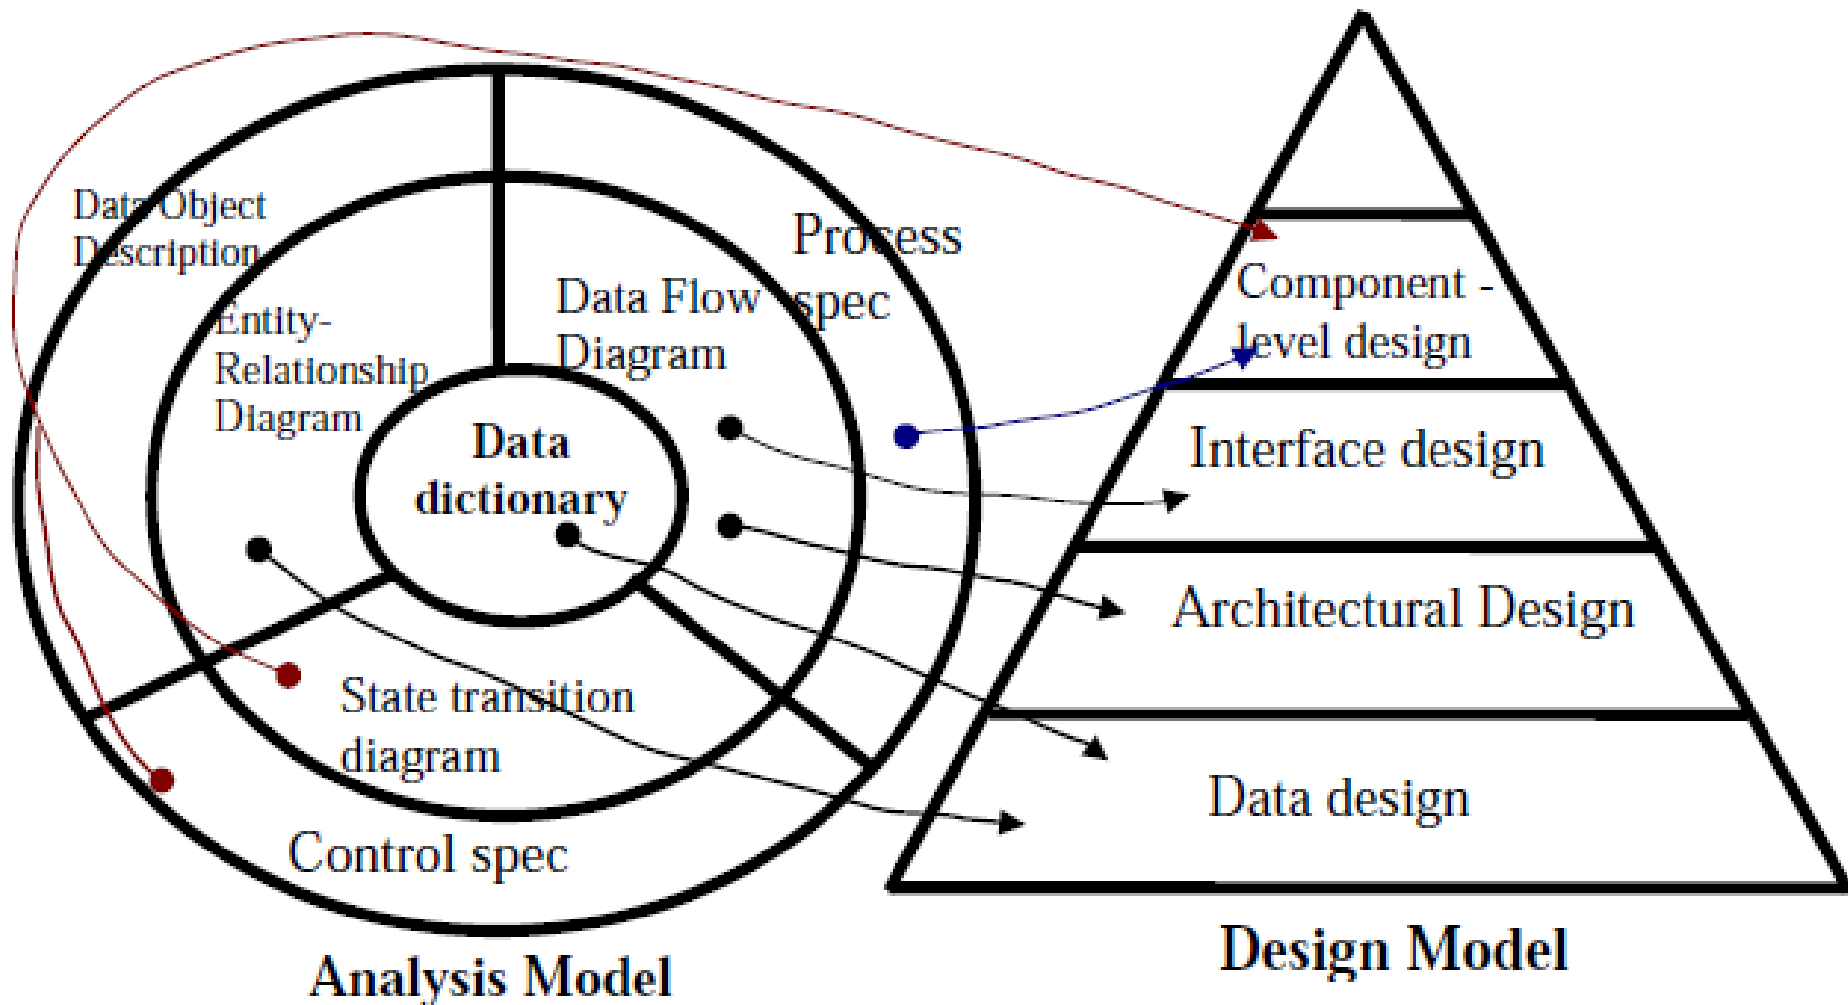 Data Object
Description
Entity-
Relationship
Diagram
Data Flow
Diagram
Process
spec
Data
dictionary
State transition
diagram
Control spec
Analysis Model
Component -
level design
Interface design
Architectural Design
Data design
Design Model